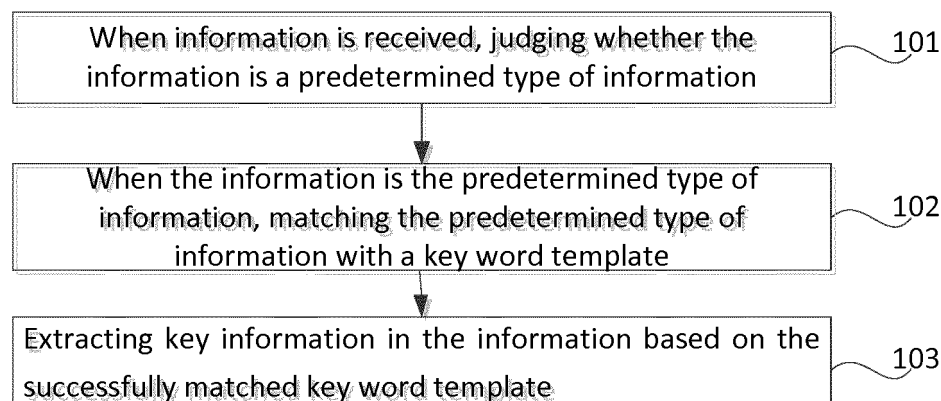 When information is received, judging whether the
information is a predetermined type of information
101
When the information is the predetermined type of
information, matching the predetermined type of
information with a key word template
102
Extracting key information in the information based on the
successfully matched key word template
103